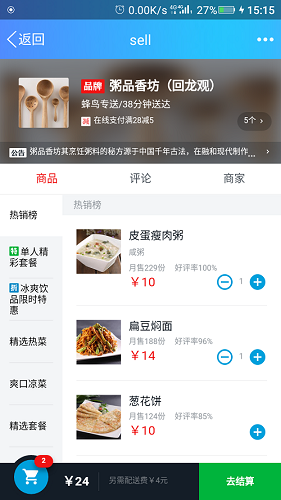 0.00K/s 4G 4G 27% 15:15
返回 sell
品牌 粥品香坊（回龙观）
蜂鸟专送/38分钟送达
减 在线支付满28减5
5个
公告 粥品香坊其烹饪粥料的秘方源于中国千年古法，在融和现代制作...
商品 评论 商家
热销榜
特 单人精
彩套餐
折 冰爽饮
品限时特
惠
精选热菜
爽口凉菜
精选套餐
热销榜
皮蛋瘦肉粥
咸粥
月售229份 好评率100%
￥10
1
扁豆焖面
月售188份 好评率96%
￥14
1
葱花饼
月售124份 好评率85%
￥10
2
￥24 另需配送费￥4元 去结算